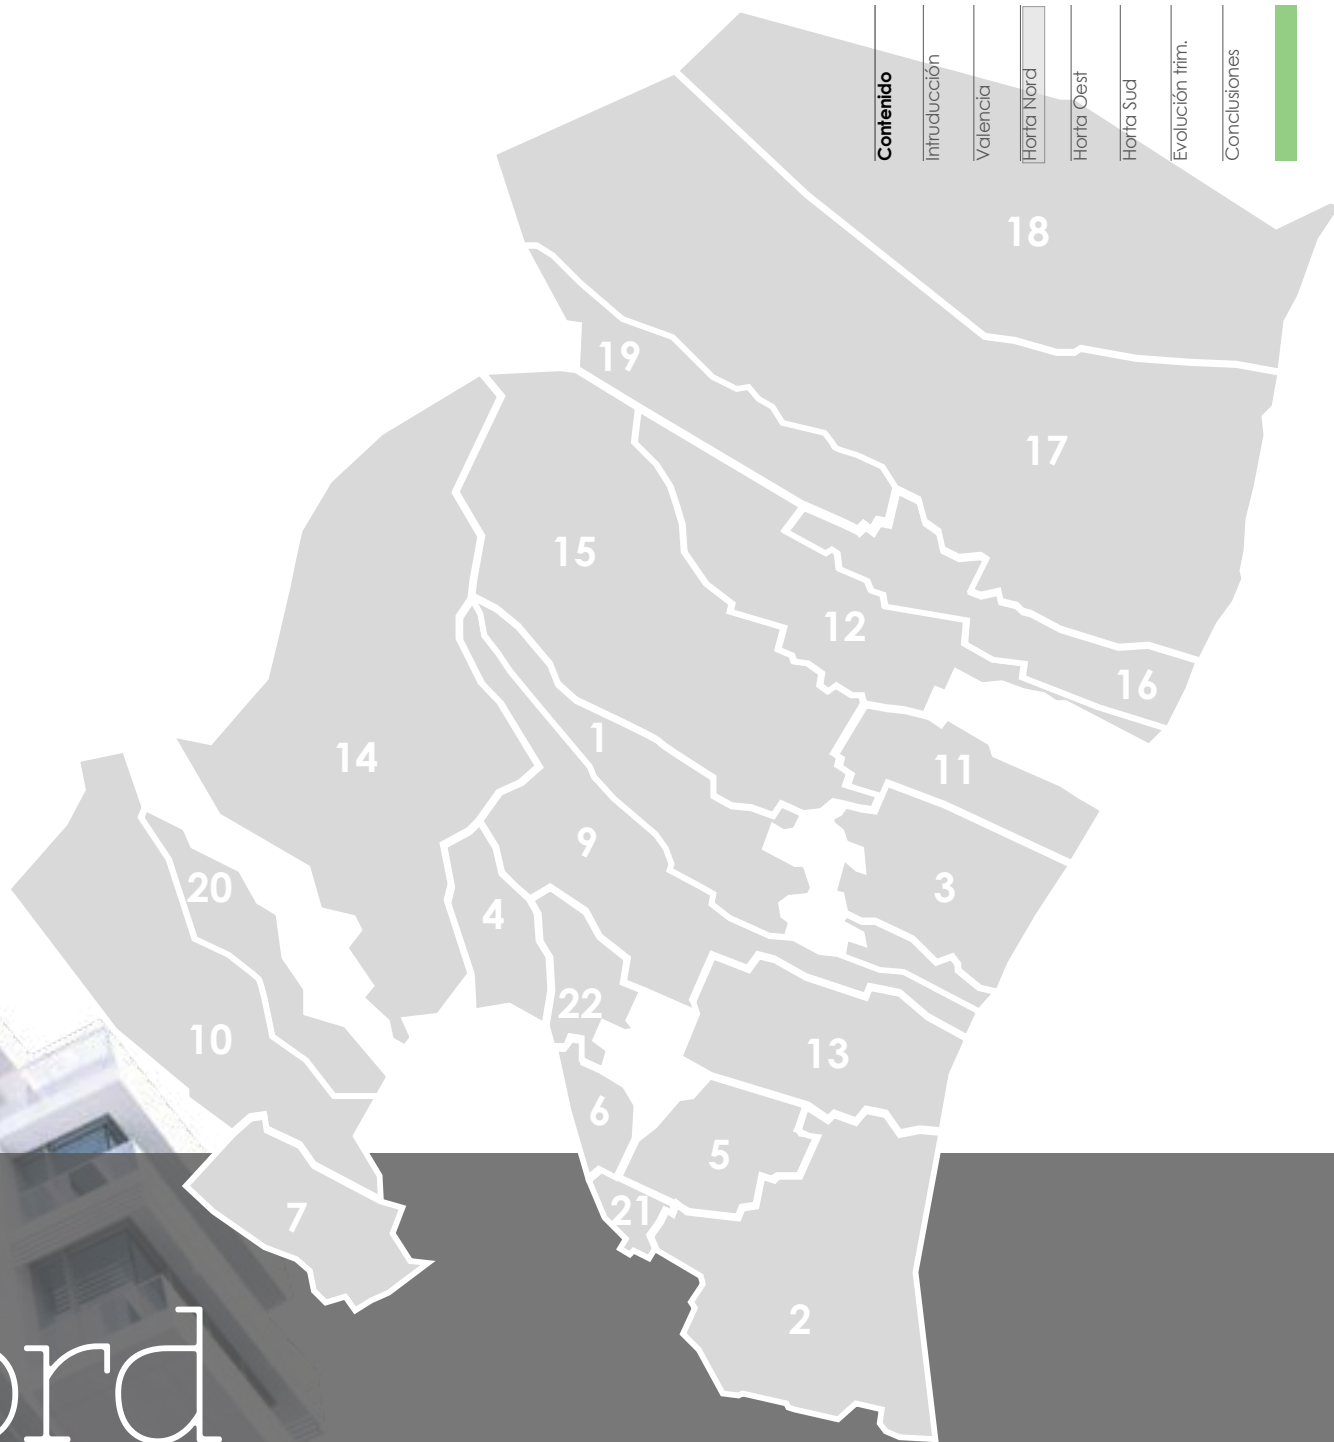 Contenido
Intruducción
Valencia
Horta Nord
Horta Oest
Horta Sud
Evolución trim.
Conclusiones
18
19
17
15
12
16
1
14
11
9
20
3
4
22
10
13
6
5
7
21
2
ord